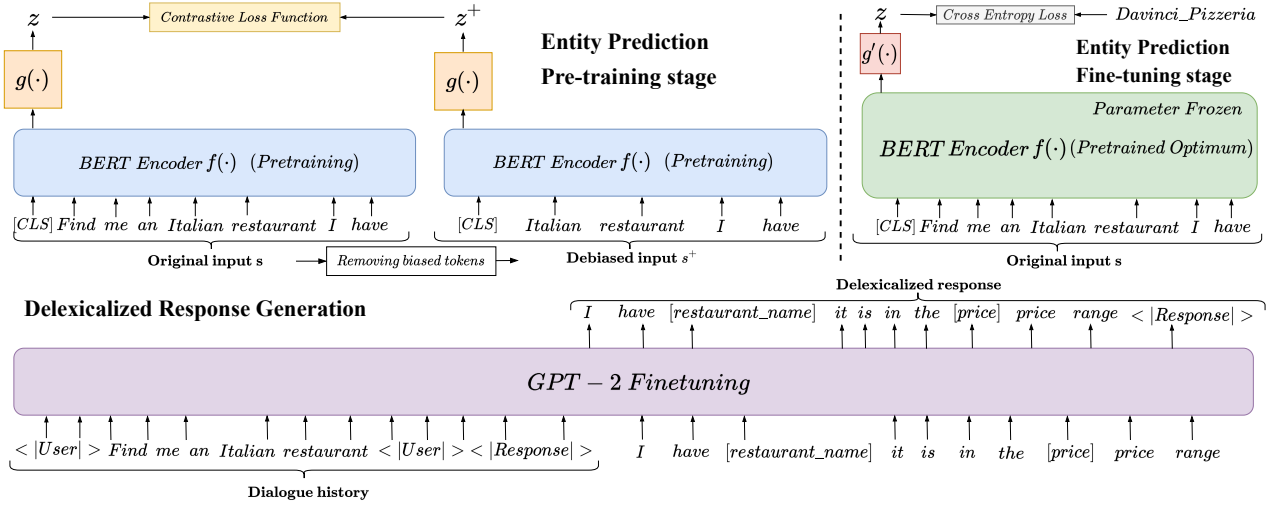 z
Contrastive Loss Function
z+
g(·)
g(·)
Entity Prediction
Pre-training stage
BERT Encoder f(·) (Pretraining)
BERT Encoder f(·) (Pretraining)
[CLS] Find me an Italian restaurant I have
[CLS] Italian restaurant I have
Original input s
Removing biased tokens
Debiased input s+
z
Cross Entropy Loss
Davinci_Pizzeria
g′(·)
Entity Prediction
Fine-tuning stage
Parameter Frozen
BERT Encoder f(·) (Pretrained Optimum)
[CLS] Find me an Italian restaurant I have
Original input s
Delexicalized Response Generation
Delexicalized response
I have [restaurant_name] it is in the [price] price range <|Response|>
GPT − 2 Finetuning
<|User|> Find me an Italian restaurant <|User|> <|Response|> I have [restaurant_name] it is in the [price] price range
Dialogue history